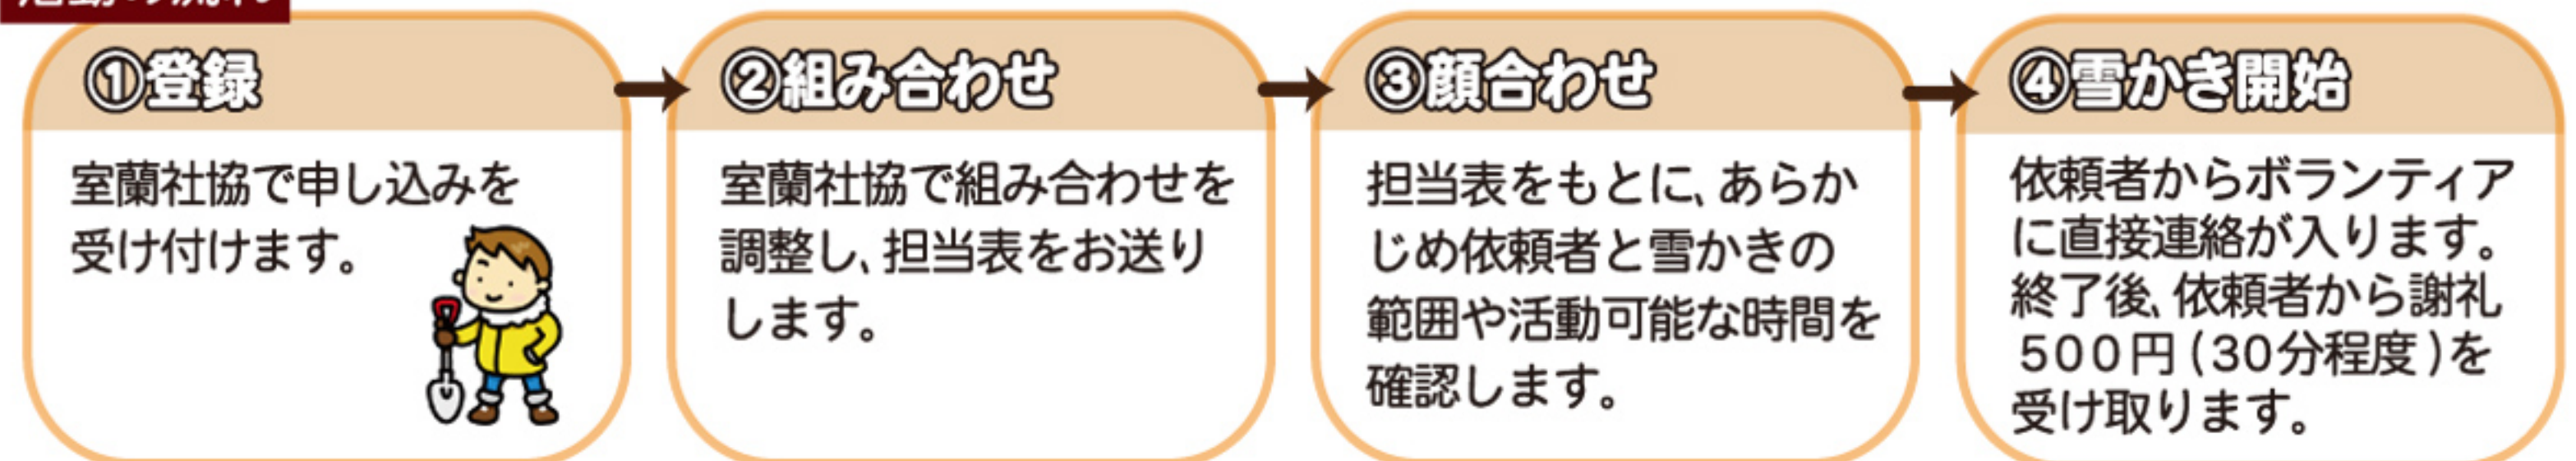 ①登録
室蘭社協で申し込みを
受け付けます。
②組み合わせ
室蘭社協で組み合わせを
調整し、担当表をお送り
します。
③顔合わせ
担当表をもとに、あらか
じめ依頼者と雪かきの
範囲や活動可能な時間を
確認します。
④雪かき開始
依頼者からボランティア
に直接連絡が入ります。
終了後、依頼者から謝礼
500円(30分程度)を
受け取ります。